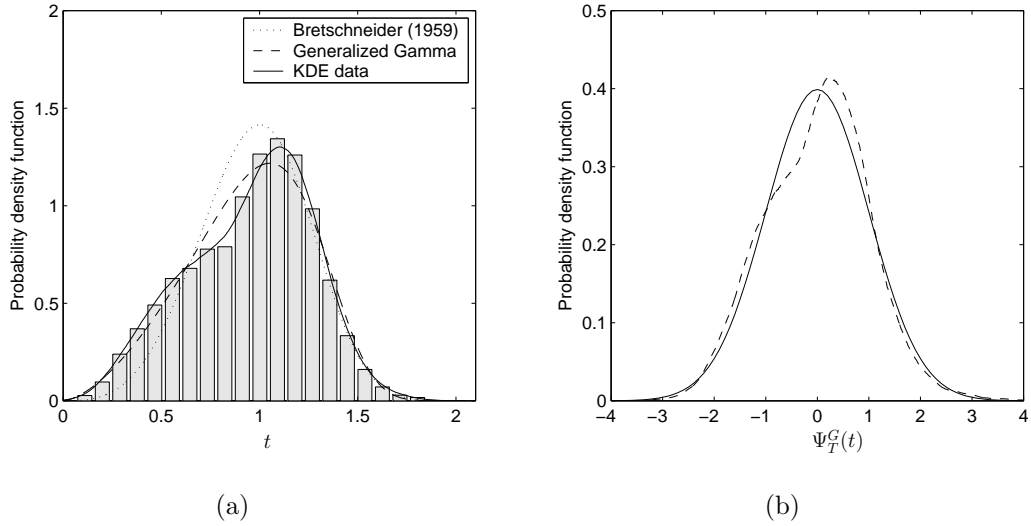 Probability density function
2
1.5
1
0.5
0
0 0.5 1 1.5 2
t
Bretschneider (1959)
Generalized Gamma
KDE data
(a)
Probability density function
0.5
0.4
0.3
0.2
0.1
0
−4 −3 −2 −1 0 1 2 3 4
Ψ_T^G(t)
(b)